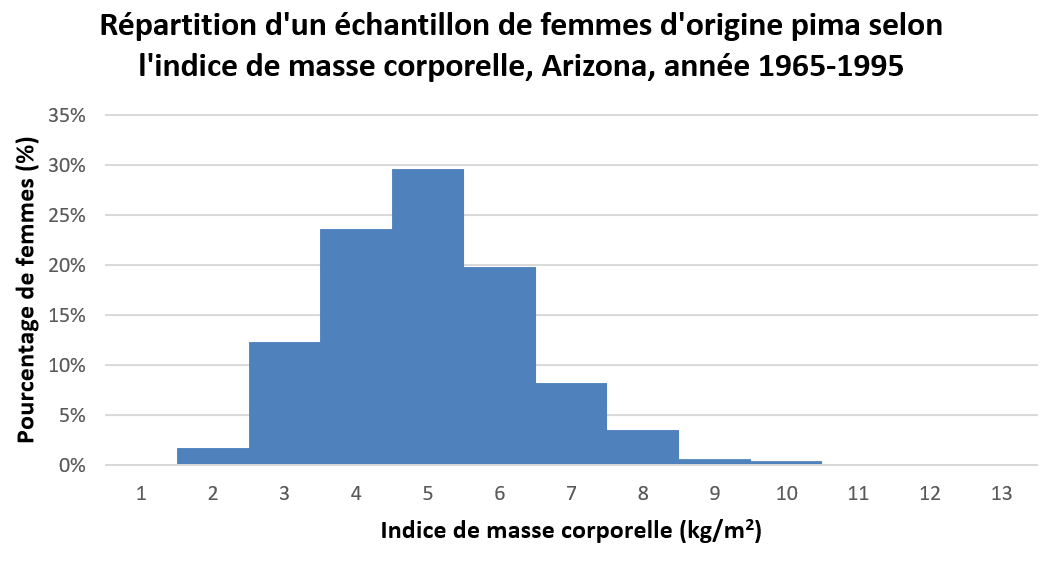 Répartition d'un échantillon de femmes d'origine pima selon
l'indice de masse corporelle, Arizona, année 1965-1995
Pourcentage de femmes (%)
35%
30%
25%
20%
15%
10%
5%
0%
1 2 3 4 5 6 7 8 9 10 11 12 13
Indice de masse corporelle (kg/m²)